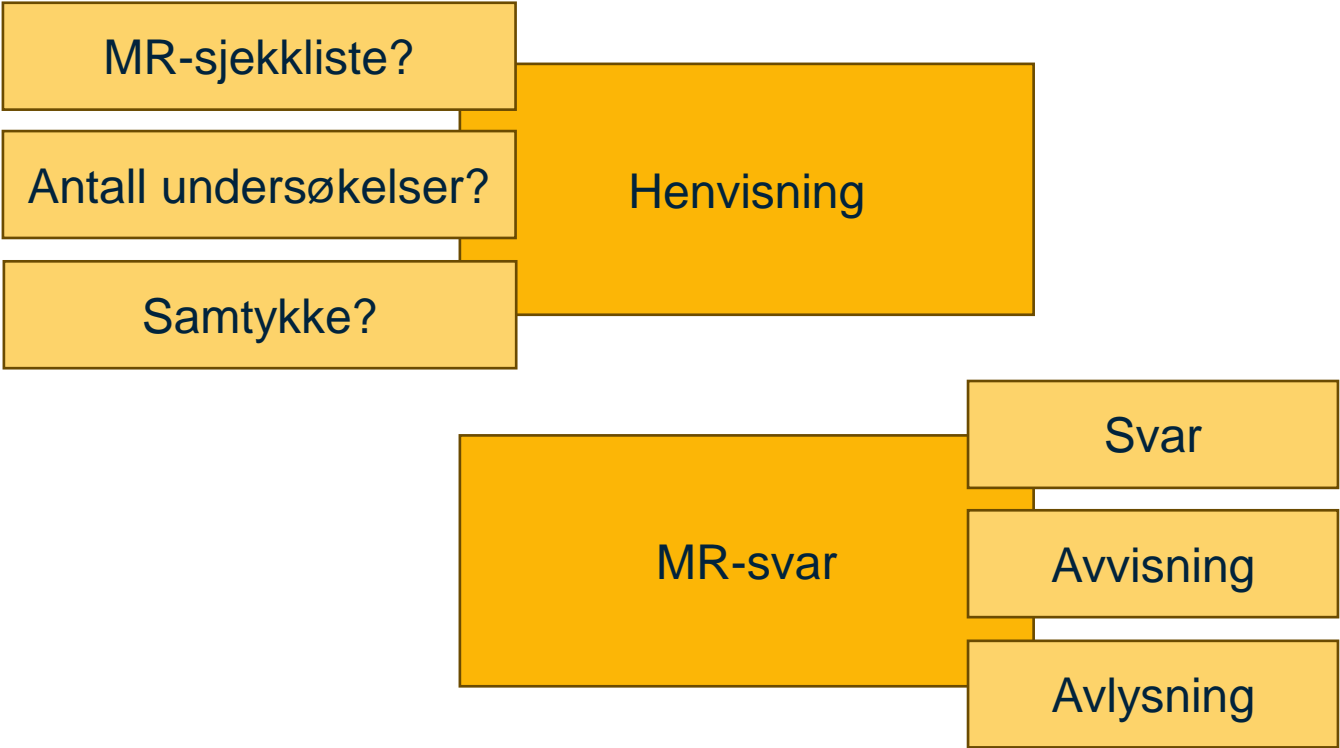 MR-sjekkliste?
Antall undersøkelser?
Samtykke?
Henvisning
MR-svar
Svar
Avvisning
Avlysning